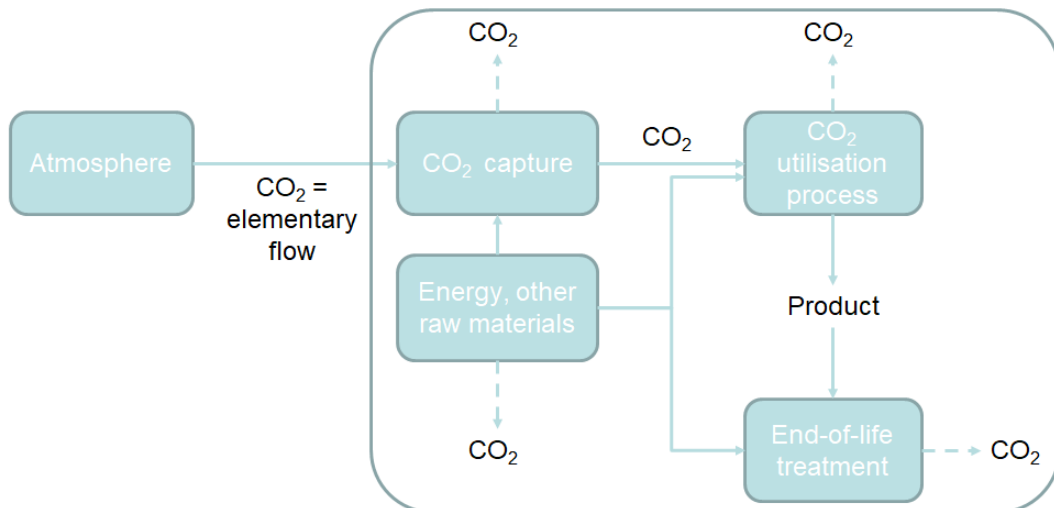 CO₂
CO₂
Atmosphere
CO₂ =
elementary
flow
CO₂ capture
CO₂
CO₂
utilisation
process
Energy, other
raw materials
Product
CO₂
End-of-life
treatment
CO₂